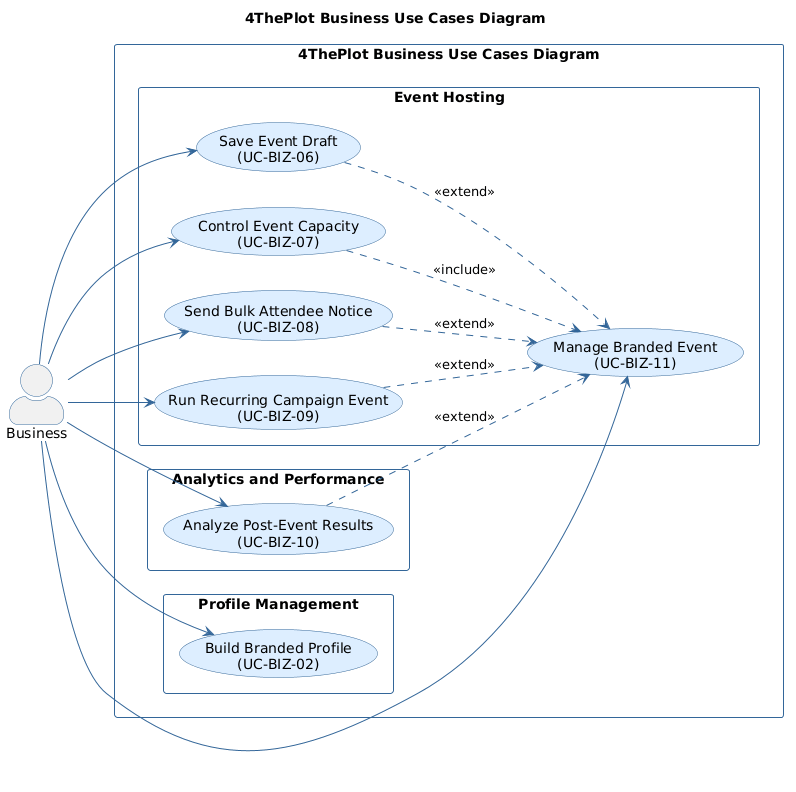 4ThePlot Business Use Cases Diagram
4ThePlot Business Use Cases Diagram
Event Hosting
Save Event Draft
(UC-BIZ-06)
«extend»
Control Event Capacity
(UC-BIZ-07)
«include»
Send Bulk Attendee Notice
(UC-BIZ-08)
«extend»
Manage Branded Event
(UC-BIZ-11)
«extend»
Run Recurring Campaign Event
(UC-BIZ-09)
«extend»
Business
Analytics and Performance
Analyze Post-Event Results
(UC-BIZ-10)
Profile Management
Build Branded Profile
(UC-BIZ-02)